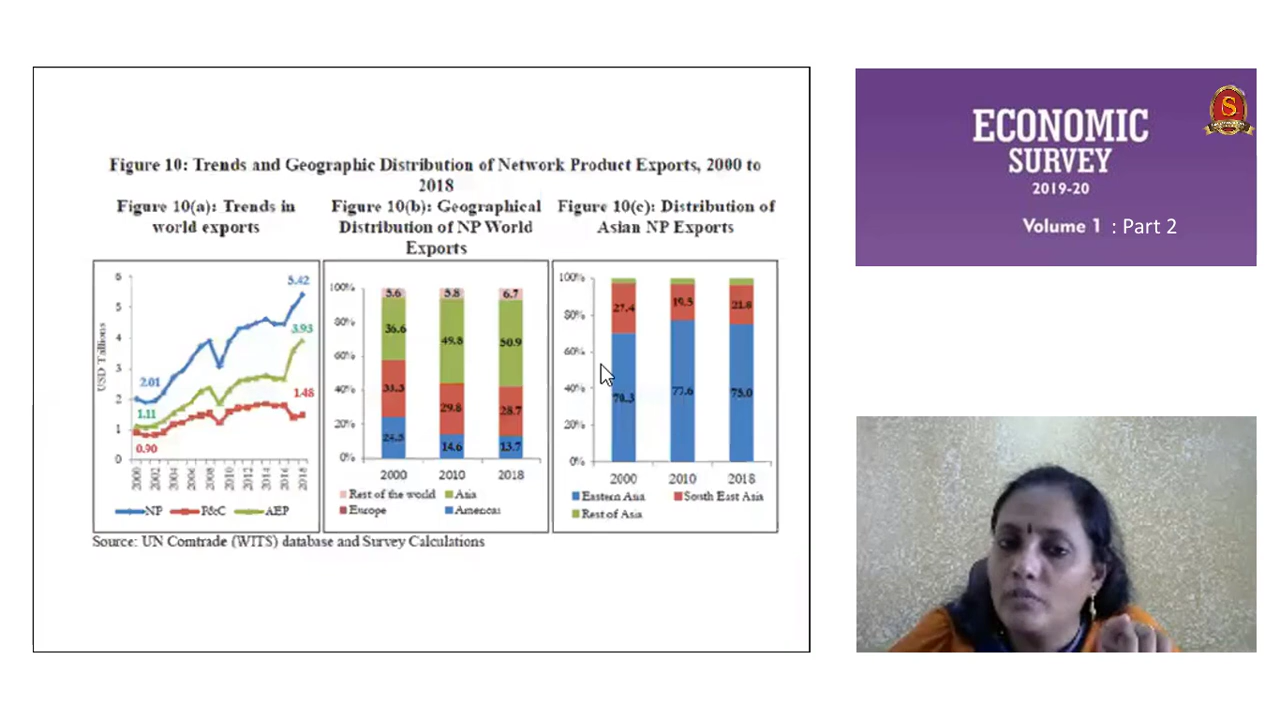 Figure 10: Trends and Geographic Distribution of Network Product Exports, 2000 to
2018
Figure 10(a): Trends in
world exports
Figure 10(b): Geographical
Distribution of NP World
Exports
Figure 10(c): Distribution of
Asian NP Exports
USD Trillions
6
5
4
3
2
1
0
5.42
3.93
2.01
1.11
1.48
0.90
2000
2002
2004
2006
2008
2010
2012
2014
2016
2018
NP P&C AEP
100%
80%
60%
40%
20%
0%
5.6 5.8 6.7
36.6 49.8 50.9
33.3 29.8 28.7
24.5 14.6 13.7
2000 2010 2018
Rest of the world Asia
Europe Americas
100%
80%
60%
40%
20%
0%
27.4 19.5 21.8
70.3 77.6 75.0
2000 2010 2018
Eastern Asia South East Asia
Rest of Asia
Source: UN Comtrade (WITS) database and Survey Calculations
ECONOMIC
SURVEY
2019-20
Volume 1 : Part 2
S